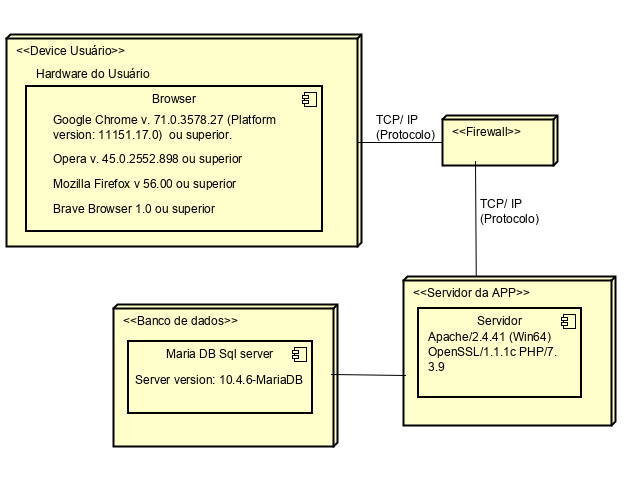 <<Device Usuário>>
Hardware do Usuário
Browser
Google Chrome v. 71.0.3578.27 (Platform
version: 11151.17.0)  ou superior.
Opera v. 45.0.2552.898 ou superior
Mozilla Firefox v 56.00 ou superior
Brave Browser 1.0 ou superior
TCP/ IP
(Protocolo)
<<Firewall>>
TCP/ IP
(Protocolo)
<<Servidor da APP>>
Servidor
Apache/2.4.41 (Win64)
OpenSSL/1.1.1c PHP/7.
3.9
<<Banco de dados>>
Maria DB Sql server
Server version: 10.4.6-MariaDB